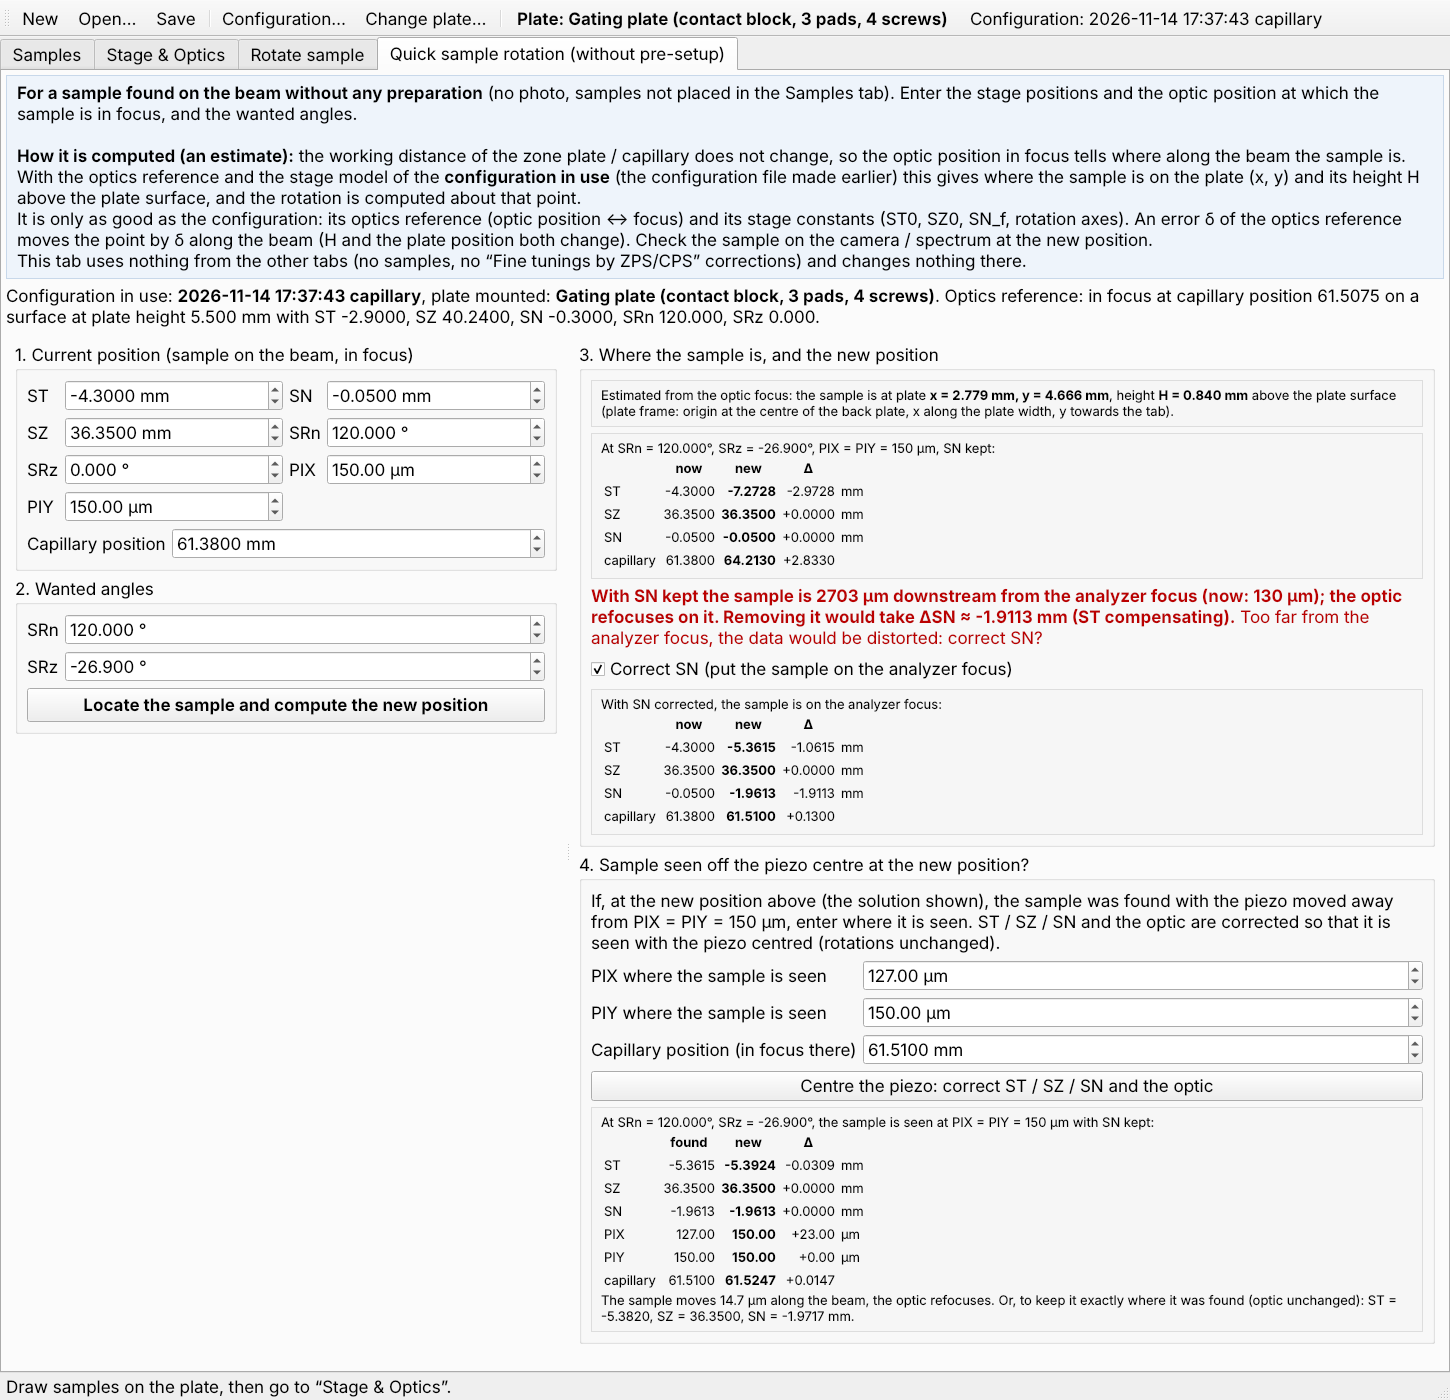 New Open... Save Configuration... Change plate... Plate: Gating plate (contact block, 3 pads, 4 screws) Configuration: 2026-11-14 17:37:43 capillary
Samples Stage & Optics Rotate sample Quick sample rotation (without pre-setup)
For a sample found on the beam without any preparation (no photo, samples not placed in the Samples tab). Enter the stage positions and the optic position at which the
sample is in focus, and the wanted angles.
How it is computed (an estimate): the working distance of the zone plate / capillary does not change, so the optic position in focus tells where along the beam the sample is.
With the optics reference and the stage model of the configuration in use (the configuration file made earlier) this gives where the sample is on the plate (x, y) and its height H
above the plate surface, and the rotation is computed about that point.
It is only as good as the configuration: its optics reference (optic position ↔ focus) and its stage constants (ST0, SZ0, SN_f, rotation axes). An error δ of the optics reference
moves the point by δ along the beam (H and the plate position both change). Check the sample on the camera / spectrum at the new position.
This tab uses nothing from the other tabs (no samples, no “Fine tunings by ZPS/CPS” corrections) and changes nothing there.
Configuration in use: 2026-11-14 17:37:43 capillary, plate mounted: Gating plate (contact block, 3 pads, 4 screws). Optics reference: in focus at capillary position 61.5075 on a
surface at plate height 5.500 mm with ST -2.9000, SZ 40.2400, SN -0.3000, SRn 120.000, SRz 0.000.
1. Current position (sample on the beam, in focus)
ST -4.3000 mm SN -0.0500 mm
SZ 36.3500 mm SRn 120.000 °
SRz 0.000 ° PIX 150.00 µm
PIY 150.00 µm
Capillary position 61.3800 mm
2. Wanted angles
SRn 120.000 °
SRz -26.900 °
Locate the sample and compute the new position
3. Where the sample is, and the new position
Estimated from the optic focus: the sample is at plate x = 2.779 mm, y = 4.666 mm, height H = 0.840 mm above the plate surface
(plate frame: origin at the centre of the back plate, x along the plate width, y towards the tab).
At SRn = 120.000°, SRz = -26.900°, PIX = PIY = 150 µm, SN kept:
now new Δ
ST -4.3000 -7.2728 -2.9728 mm
SZ 36.3500 36.3500 +0.0000 mm
SN -0.0500 -0.0500 +0.0000 mm
capillary 61.3800 64.2130 +2.8330
With SN kept the sample is 2703 µm downstream from the analyzer focus (now: 130 µm); the optic
refocuses on it. Removing it would take ΔSN ≈ -1.9113 mm (ST compensating). Too far from the
analyzer focus, the data would be distorted: correct SN?
Correct SN (put the sample on the analyzer focus)
With SN corrected, the sample is on the analyzer focus:
now new Δ
ST -4.3000 -5.3615 -1.0615 mm
SZ 36.3500 36.3500 +0.0000 mm
SN -0.0500 -1.9613 -1.9113 mm
capillary 61.3800 61.5100 +0.1300
4. Sample seen off the piezo centre at the new position?
If, at the new position above (the solution shown), the sample was found with the piezo moved away
from PIX = PIY = 150 µm, enter where it is seen. ST / SZ / SN and the optic are corrected so that it is
seen with the piezo centred (rotations unchanged).
PIX where the sample is seen 127.00 µm
PIY where the sample is seen 150.00 µm
Capillary position (in focus there) 61.5100 mm
Centre the piezo: correct ST / SZ / SN and the optic
At SRn = 120.000°, SRz = -26.900°, the sample is seen at PIX = PIY = 150 µm with SN kept:
found new Δ
ST -5.3615 -5.3924 -0.0309 mm
SZ 36.3500 36.3500 +0.0000 mm
SN -1.9613 -1.9613 +0.0000 mm
PIX 127.00 150.00 +23.00 µm
PIY 150.00 150.00 +0.00 µm
capillary 61.5100 61.5247 +0.0147
The sample moves 14.7 µm along the beam, the optic refocuses. Or, to keep it exactly where it was found (optic unchanged): ST =
-5.3820, SZ = 36.3500, SN = -1.9717 mm.
Draw samples on the plate, then go to “Stage & Optics”.